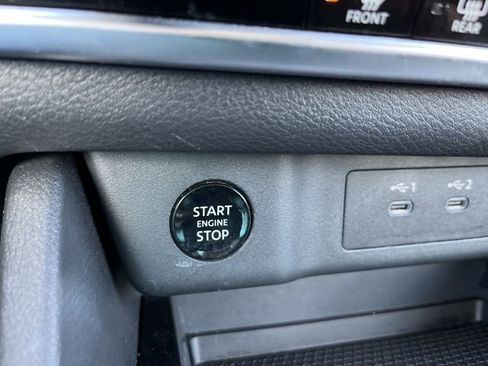 FRONT
REAR
1
2
START
ENGINE
STOP